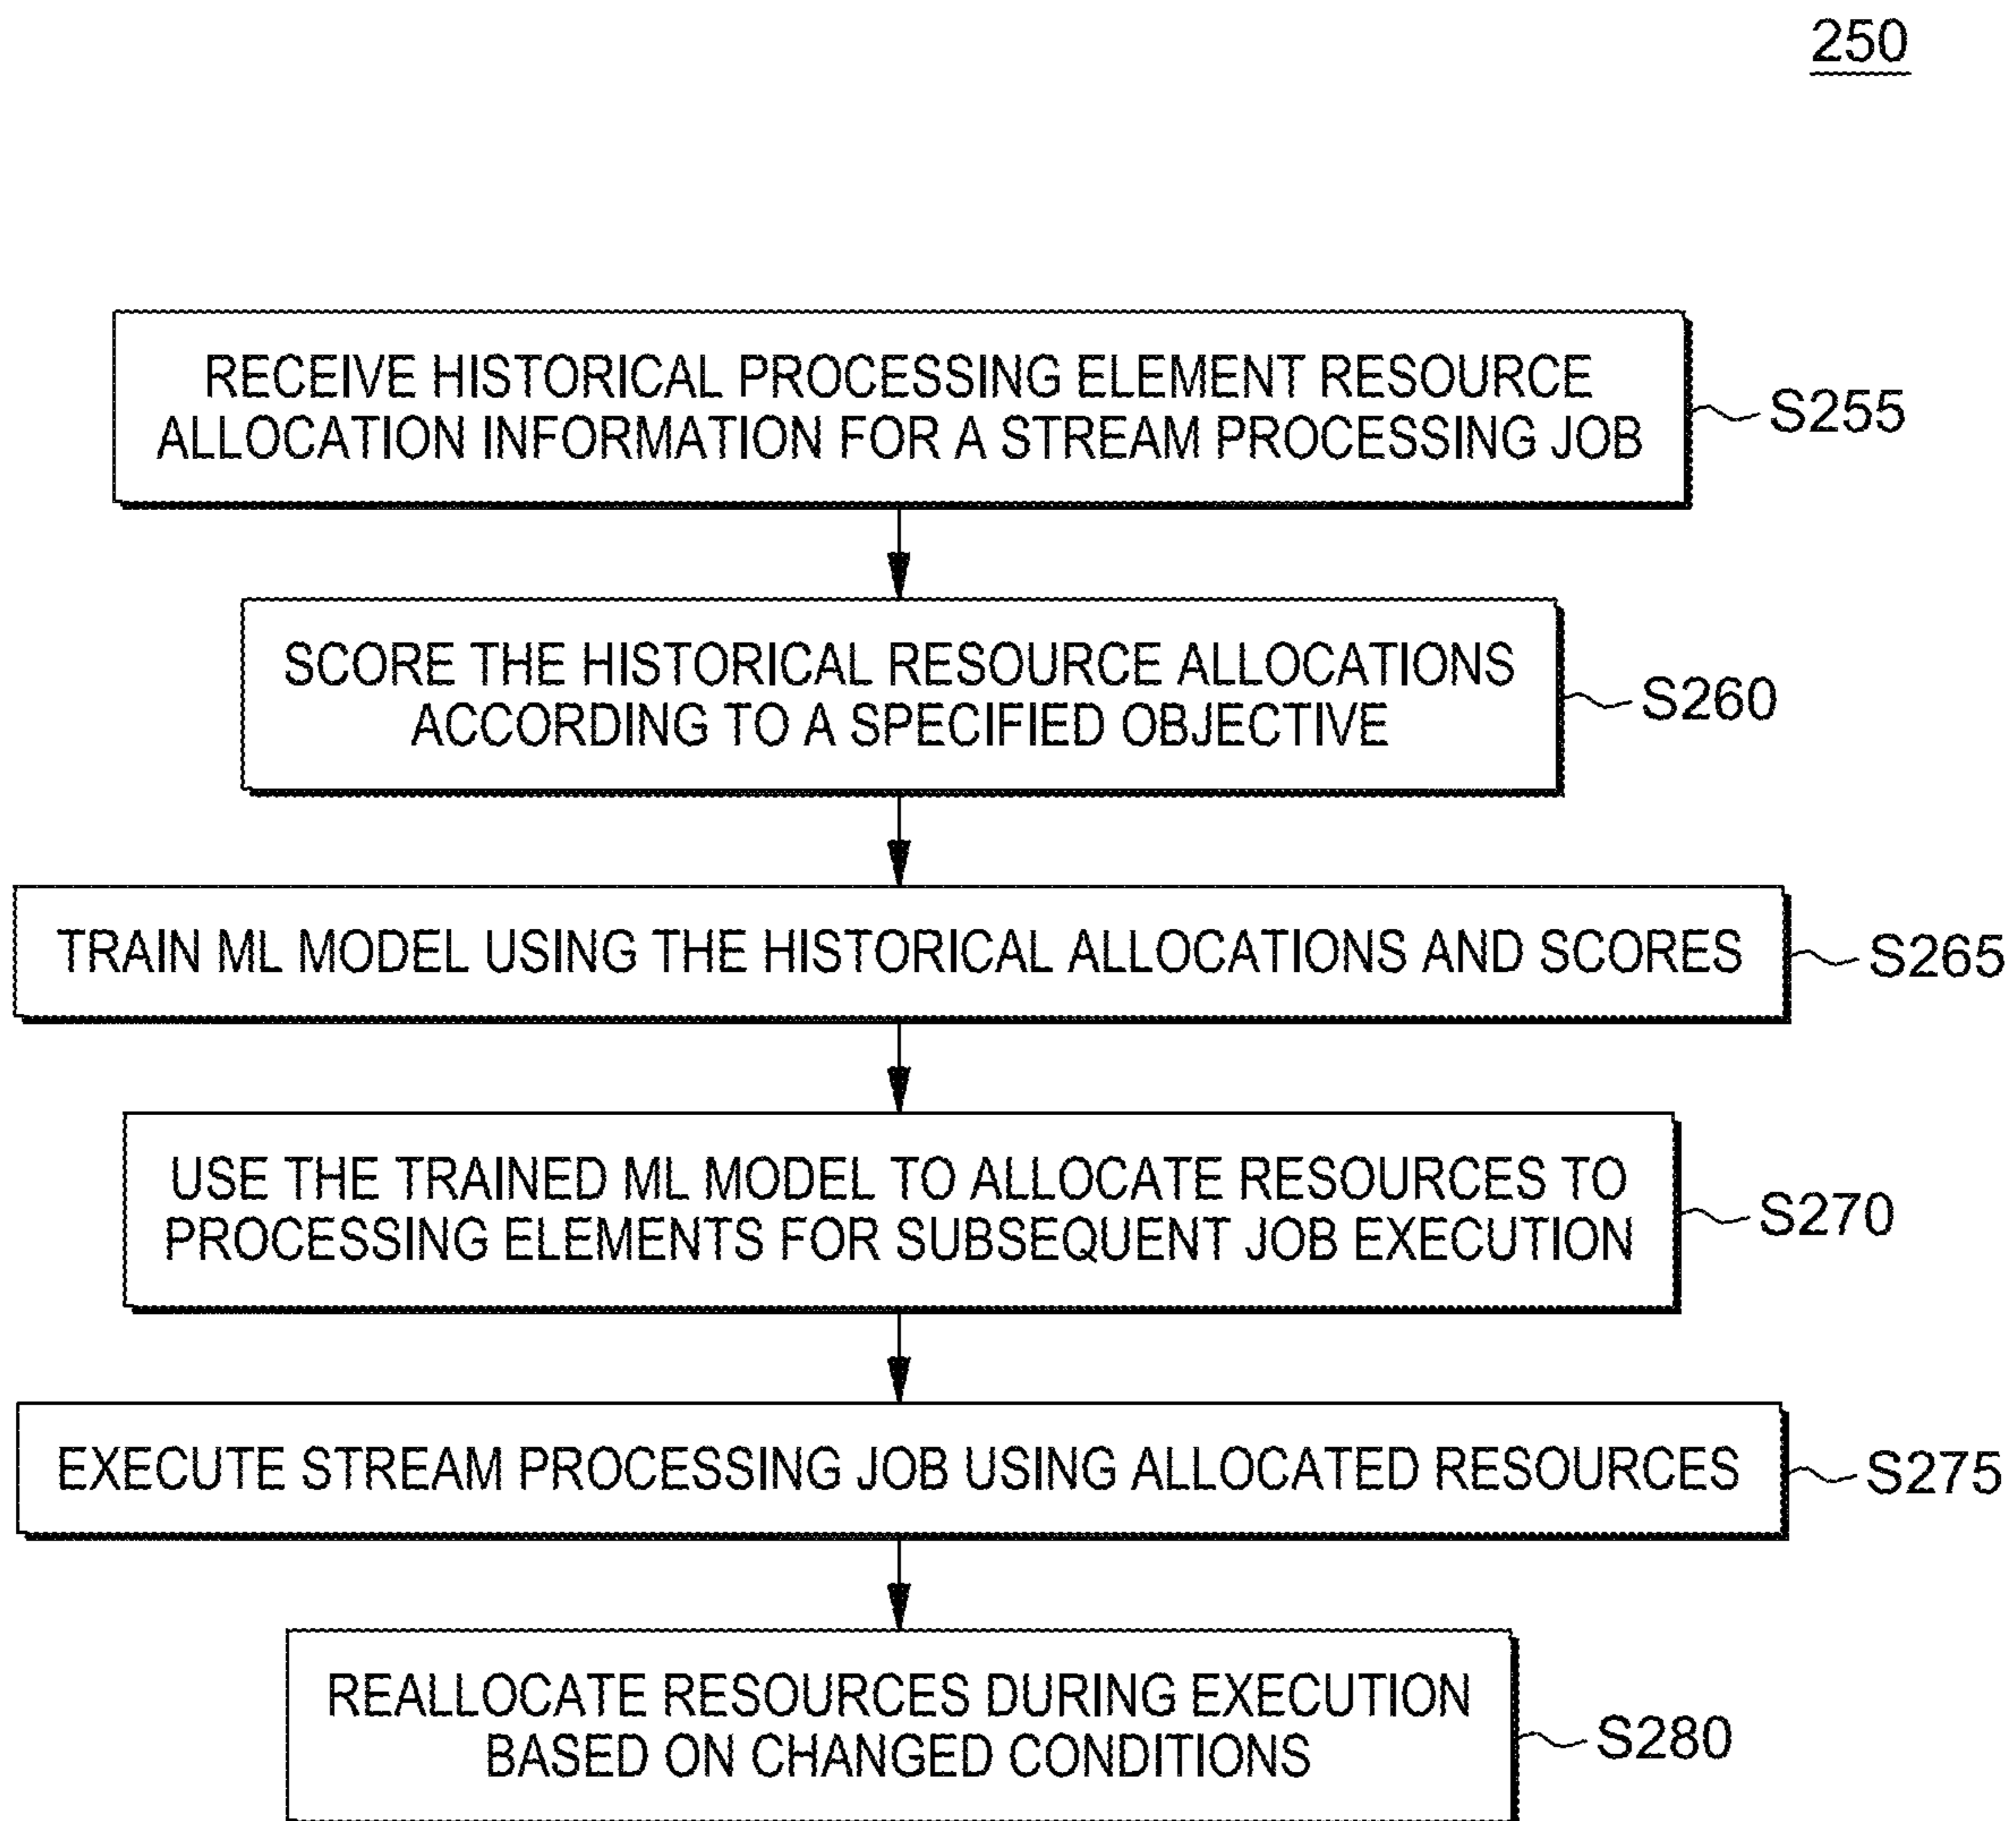 250
RECEIVE HISTORICAL PROCESSING ELEMENT RESOURCE
ALLOCATION INFORMATION FOR A STREAM PROCESSING JOB
S255
SCORE THE HISTORICAL RESOURCE ALLOCATIONS
ACCORDING TO A SPECIFIED OBJECTIVE
S260
TRAIN ML MODEL USING THE HISTORICAL ALLOCATIONS AND SCORES
S265
USE THE TRAINED ML MODEL TO ALLOCATE RESOURCES TO
PROCESSING ELEMENTS FOR SUBSEQUENT JOB EXECUTION
S270
EXECUTE STREAM PROCESSING JOB USING ALLOCATED RESOURCES
S275
REALLOCATE RESOURCES DURING EXECUTION
BASED ON CHANGED CONDITIONS
S280